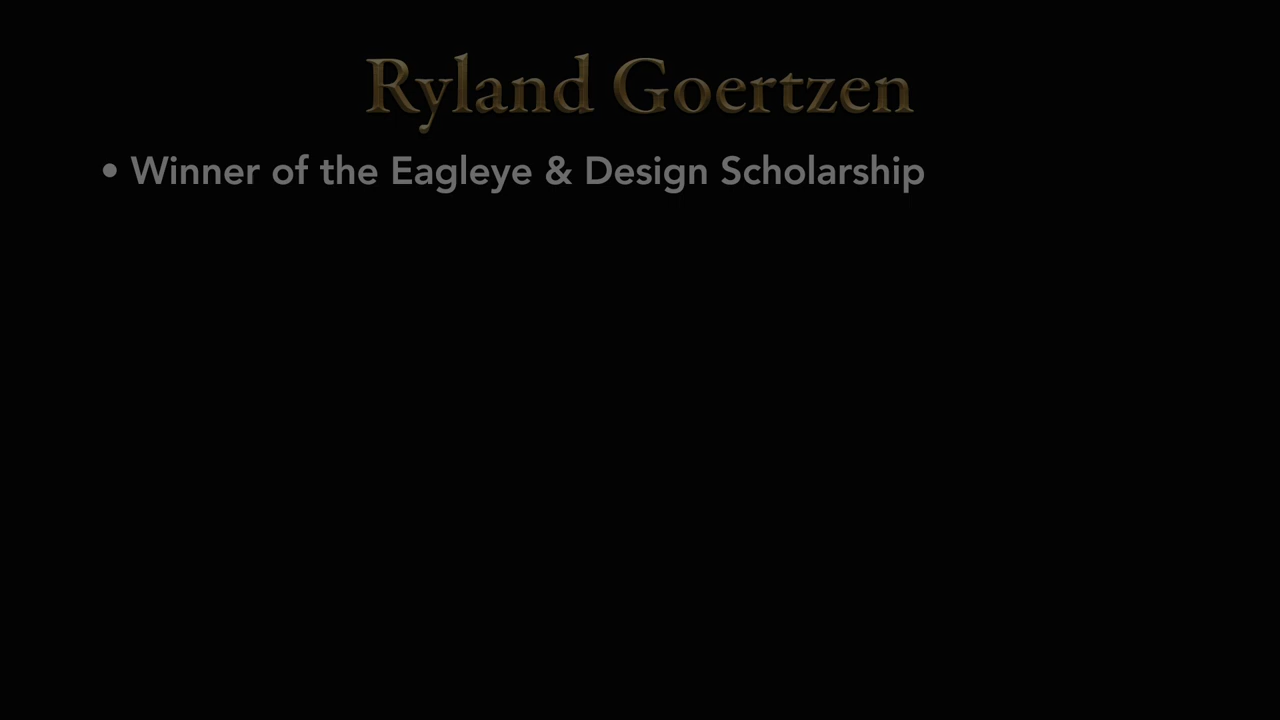 Ryland Goertzen
• Winner of the Eagleye & Design Scholarship